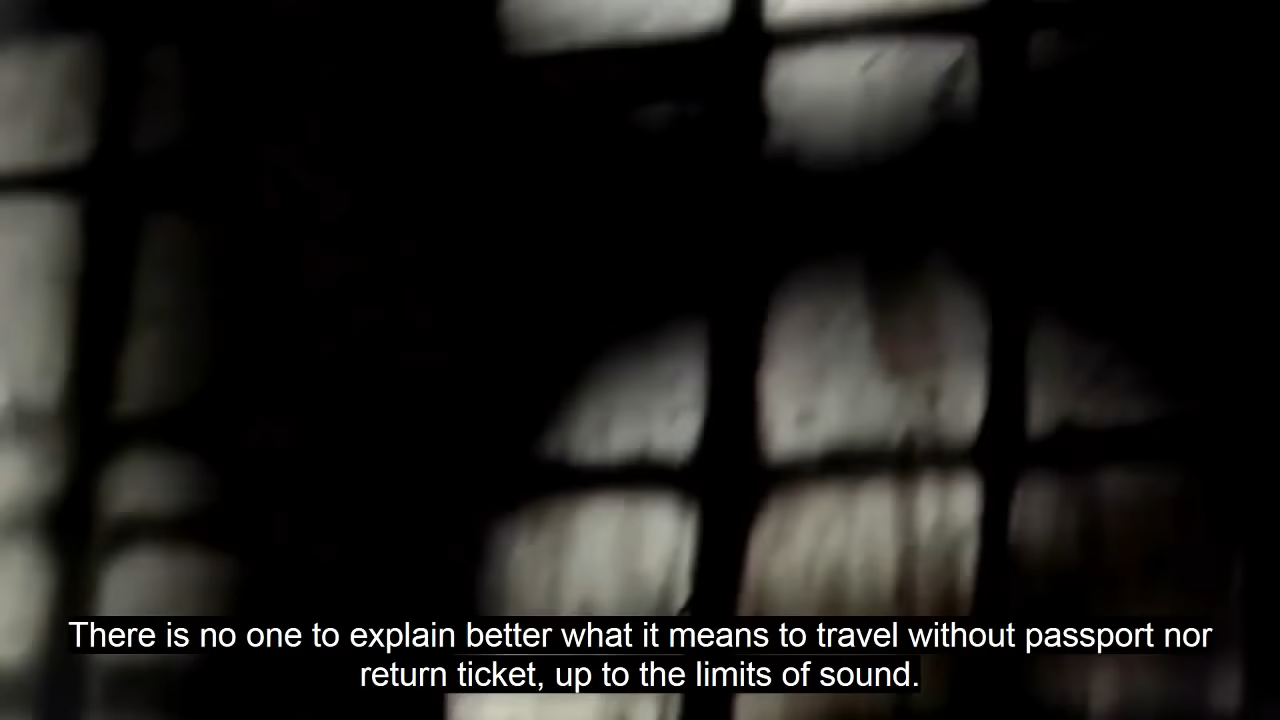 There is no one to explain better what it means to travel without passport nor
return ticket, up to the limits of sound.